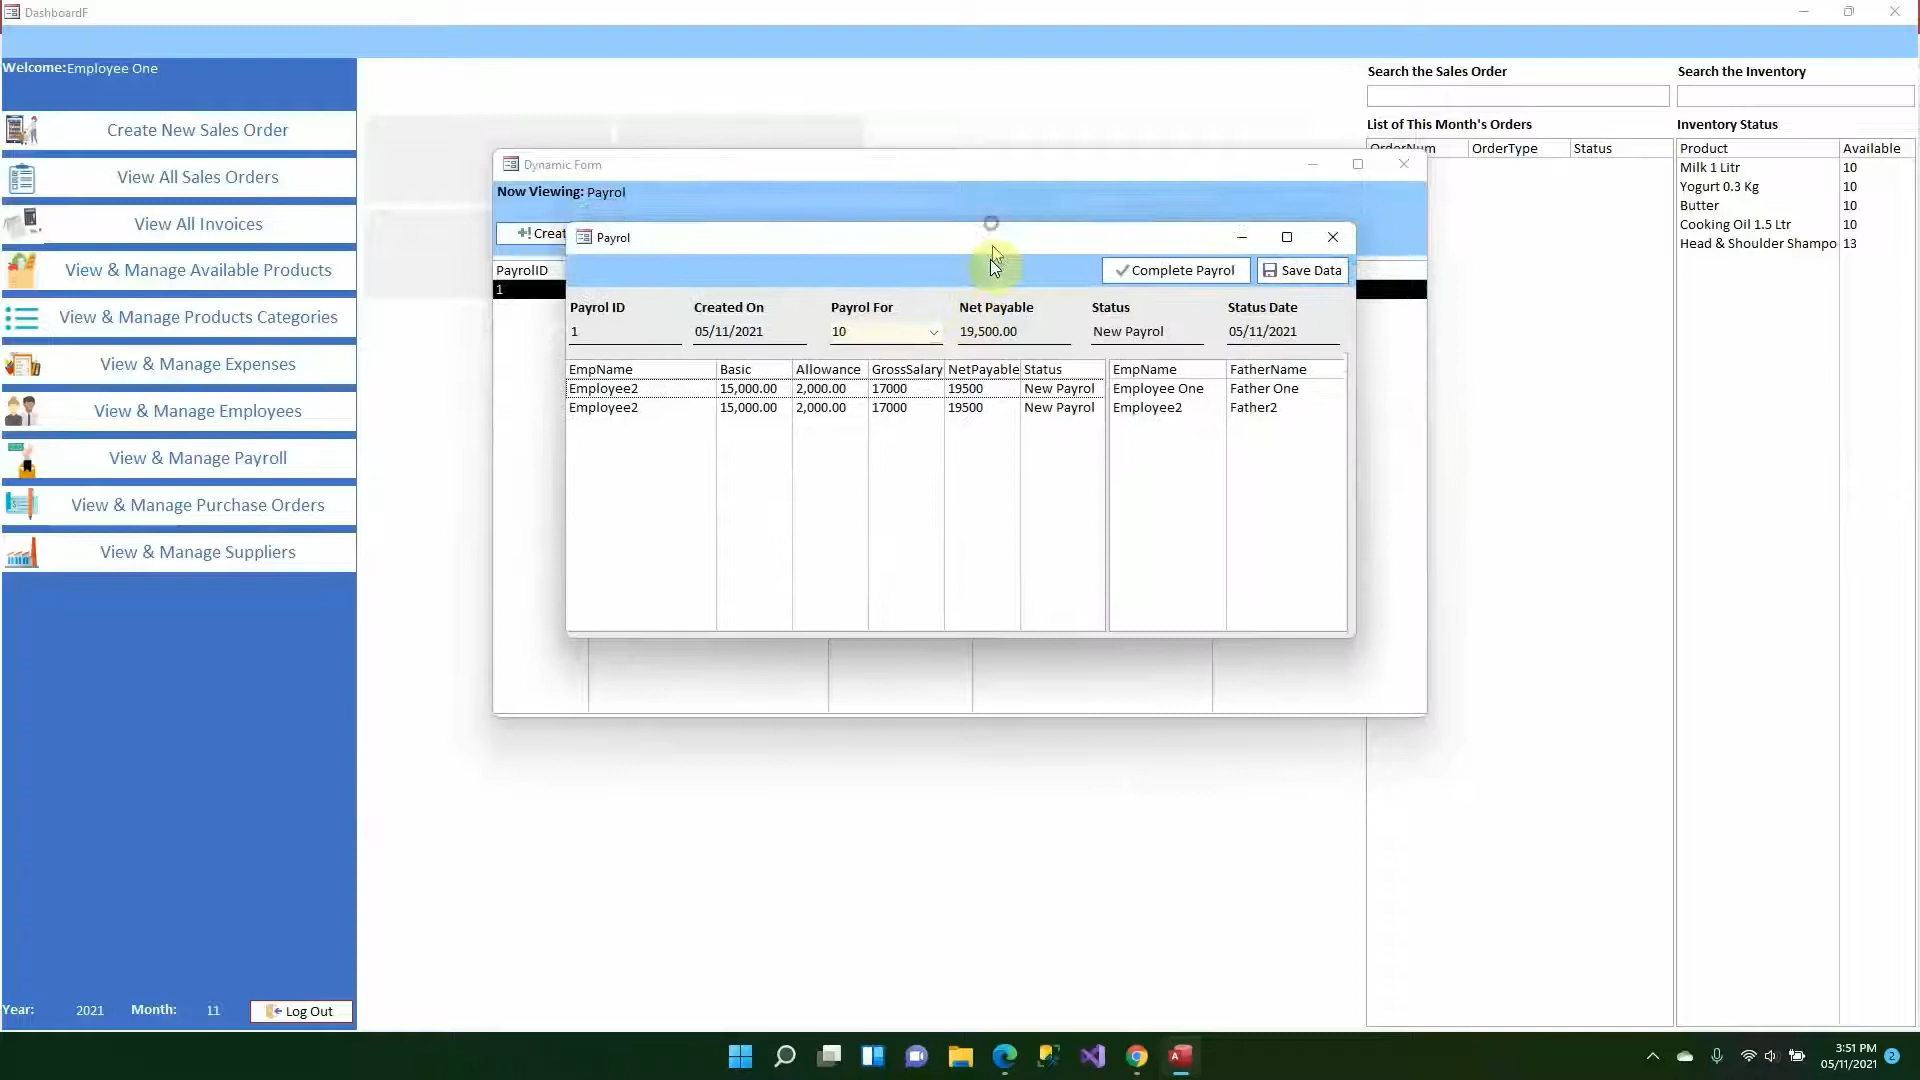 DashboardF
Welcome:Employee One
Create New Sales Order
View All Sales Orders
View All Invoices
View & Manage Available Products
View & Manage Products Categories
View & Manage Expenses
View & Manage Employees
View & Manage Payroll
View & Manage Purchase Orders
View & Manage Suppliers
Year: 2021 Month: 11 Log Out
Dynamic Form
Now Viewing: Payrol
+! Creat
PayrolID
1
Payrol
Complete Payrol Save Data
Payrol ID Created On Payrol For Net Payable Status Status Date
1 05/11/2021 10 19,500.00 New Payrol 05/11/2021
EmpName Basic Allowance GrossSalary NetPayable Status
Employee2 15,000.00 2,000.00 17000 19500 New Payrol
Employee2 15,000.00 2,000.00 17000 19500 New Payrol
EmpName FatherName
Employee One Father One
Employee2 Father2
Search the Sales Order
List of This Month's Orders
OrderNum OrderType Status
Search the Inventory
Inventory Status
Product Available
Milk 1 Litr 10
Yogurt 0.3 Kg 10
Butter 10
Cooking Oil 1.5 Ltr 10
Head & Shoulder Shampo 13
3:51 PM
05/11/2021
2